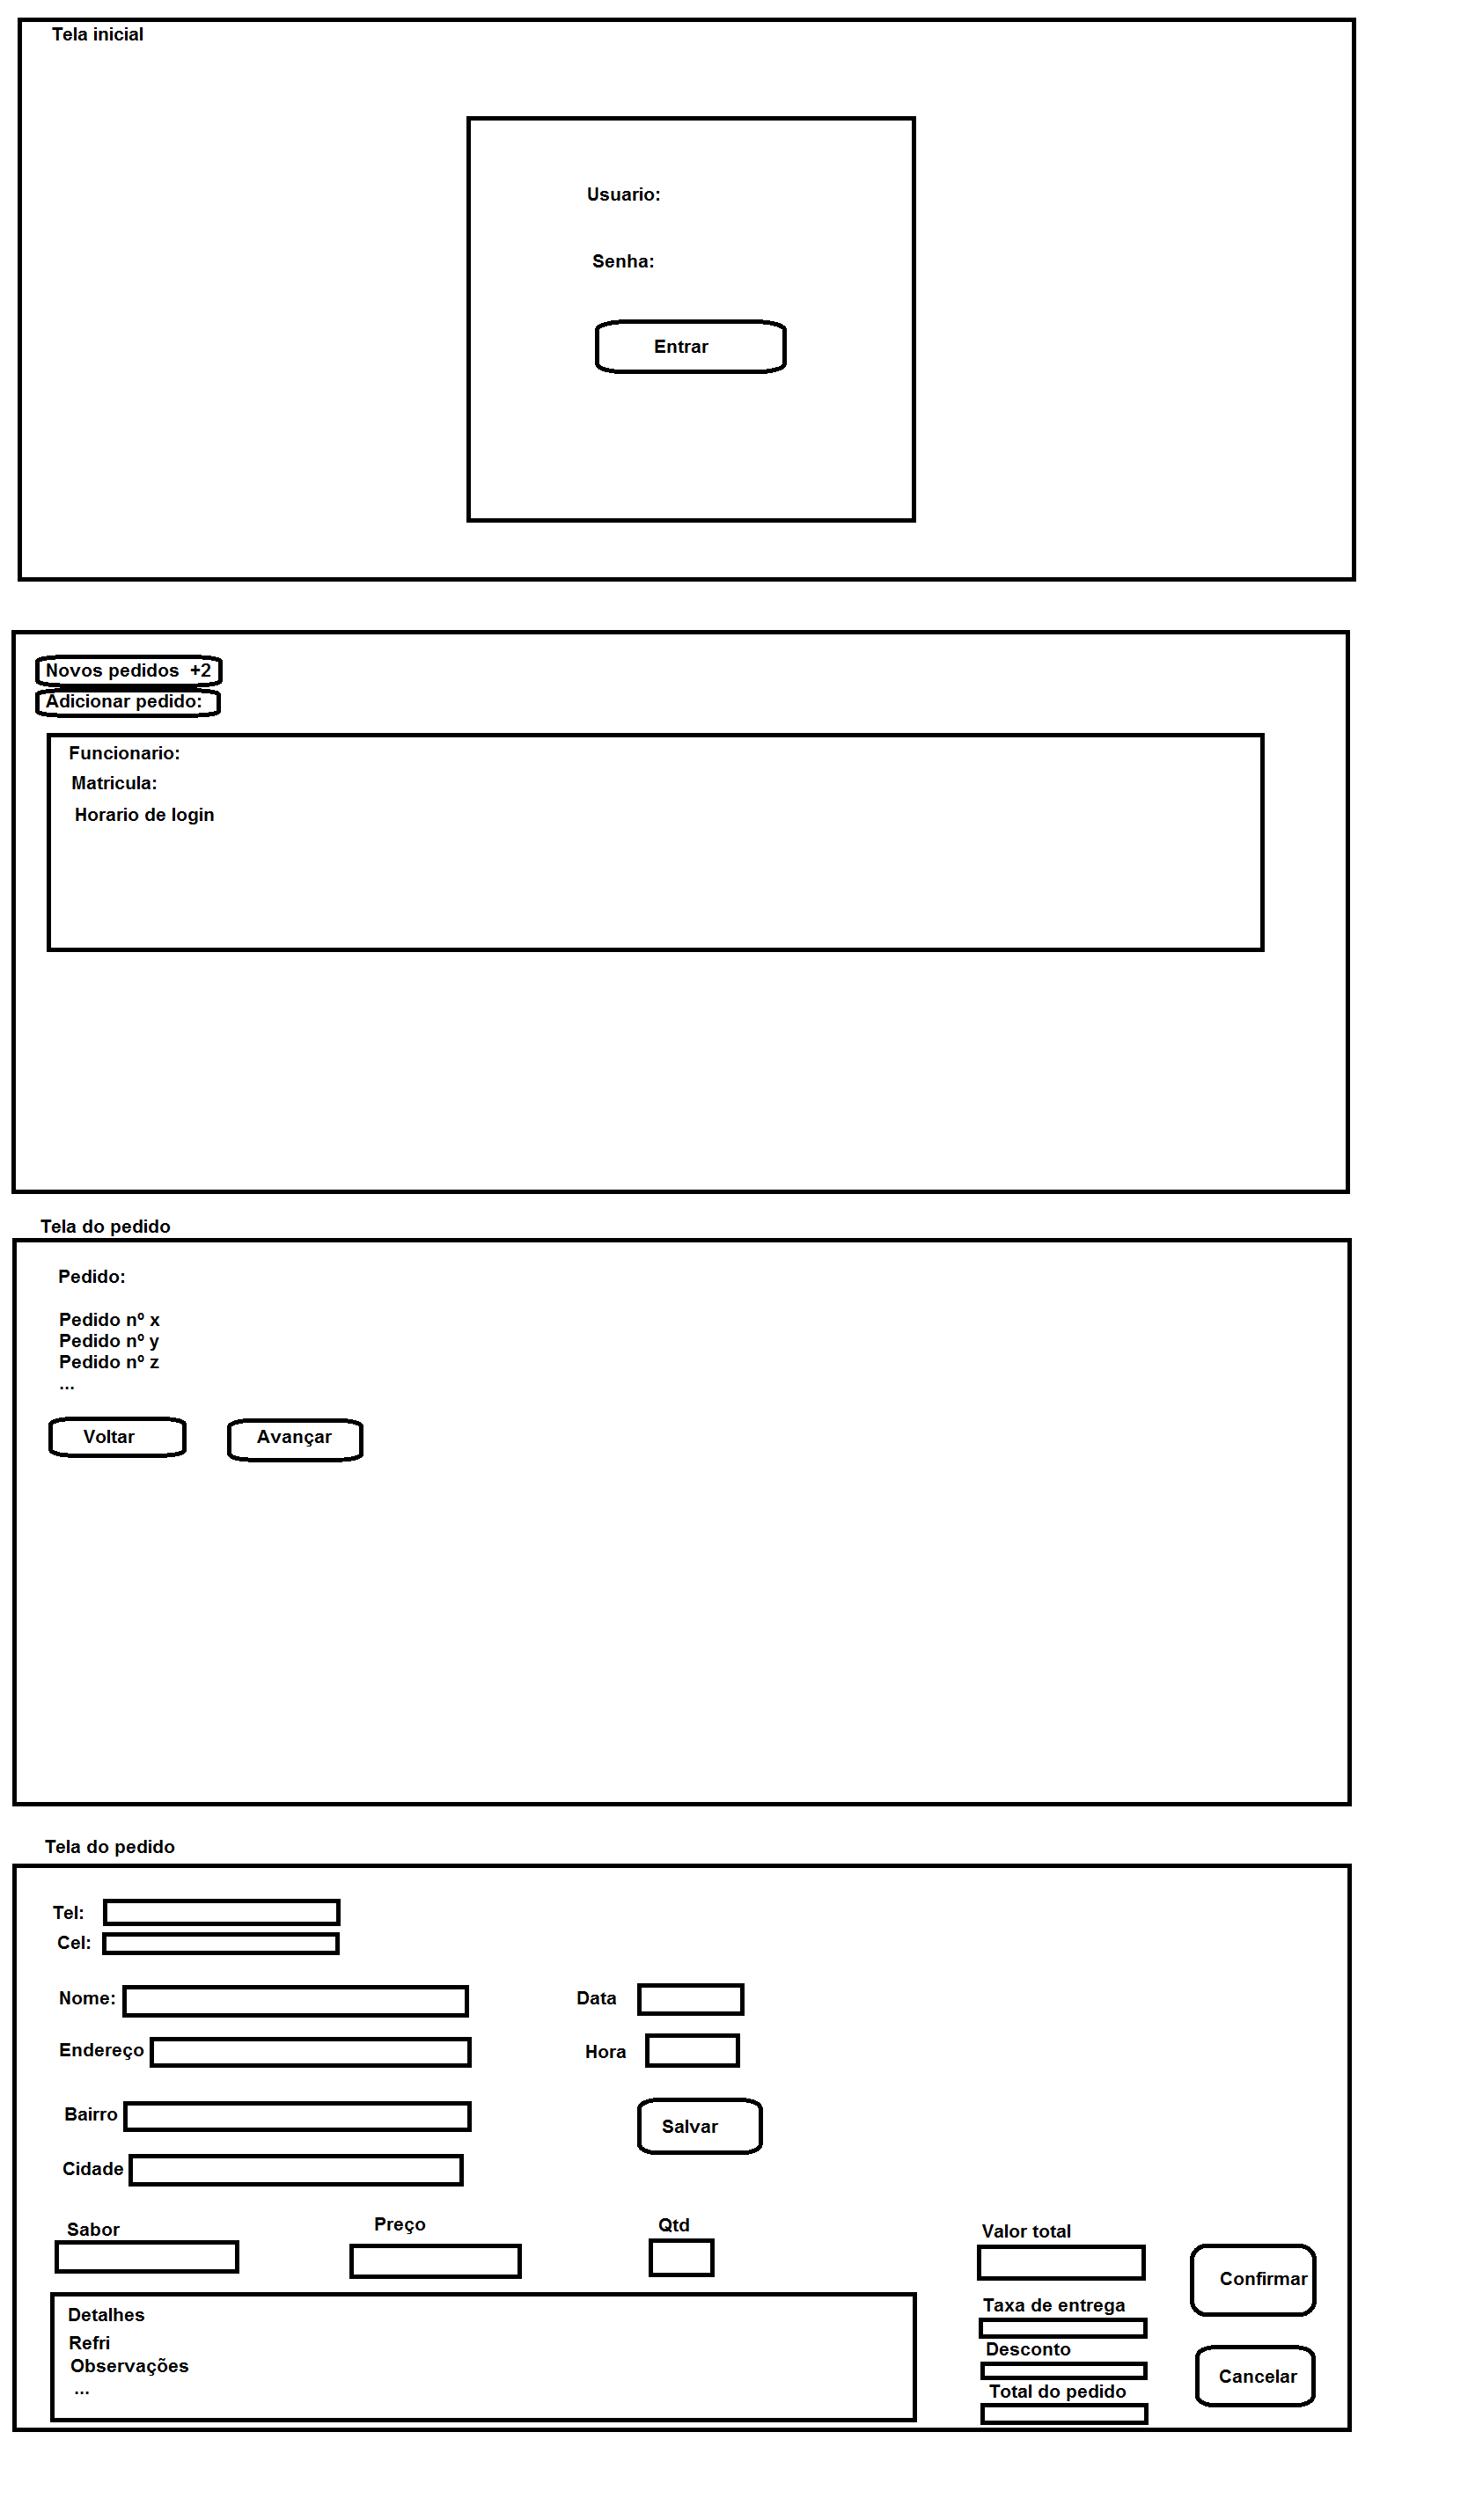 Tela inicial
Usuario:
Senha:
Entrar
Novos pedidos +2
Adicionar pedido:
Funcionario:
Matricula:
Horario de login
Tela do pedido
Pedido:
Pedido nº x
Pedido nº y
Pedido nº z
...
Voltar Avançar
Tela do pedido
Tel:
Cel:
Nome: Data
Endereço Hora
Bairro Salvar
Cidade
Sabor Preço Qtd Valor total
Confirmar
Taxa de entrega
Detalhes
Refri
Observações
...
Desconto
Cancelar
Total do pedido